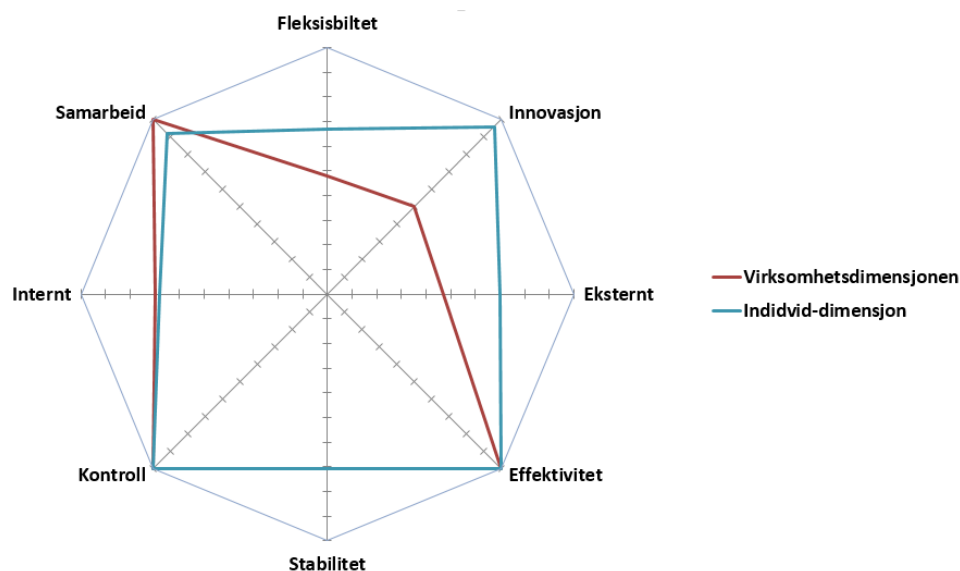 Fleksisbiltet
Samarbeid
Innovasjon
Internt
Eksternt
Virksomhetsdimensjonen
Indidvid-dimensjon
Kontroll
Effektivitet
Stabilitet